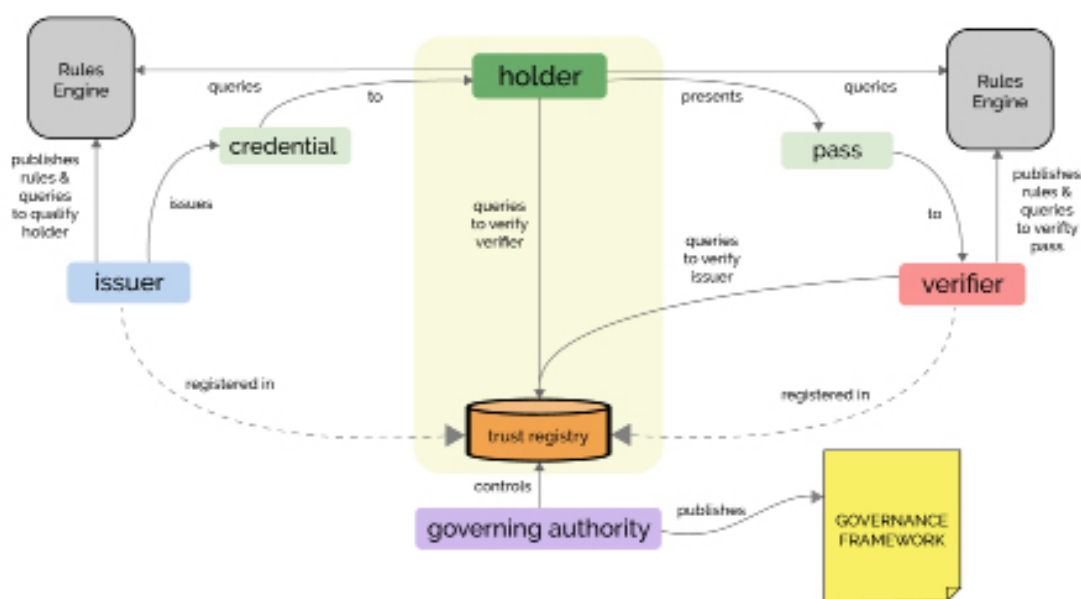 Rules
Engine
queries
to
holder
presents
queries
Rules
Engine
credential
pass
publishes
rules &
queries
to qualify
holder
issues
queries
to verify
verifier
queries
to verify
issuer
to
publishes
rules &
queries
to verifty
pass
issuer
verifier
registered in
registered in
trust registry
controls
governing authority
publishes
GOVERNANCE
FRAMEWORK